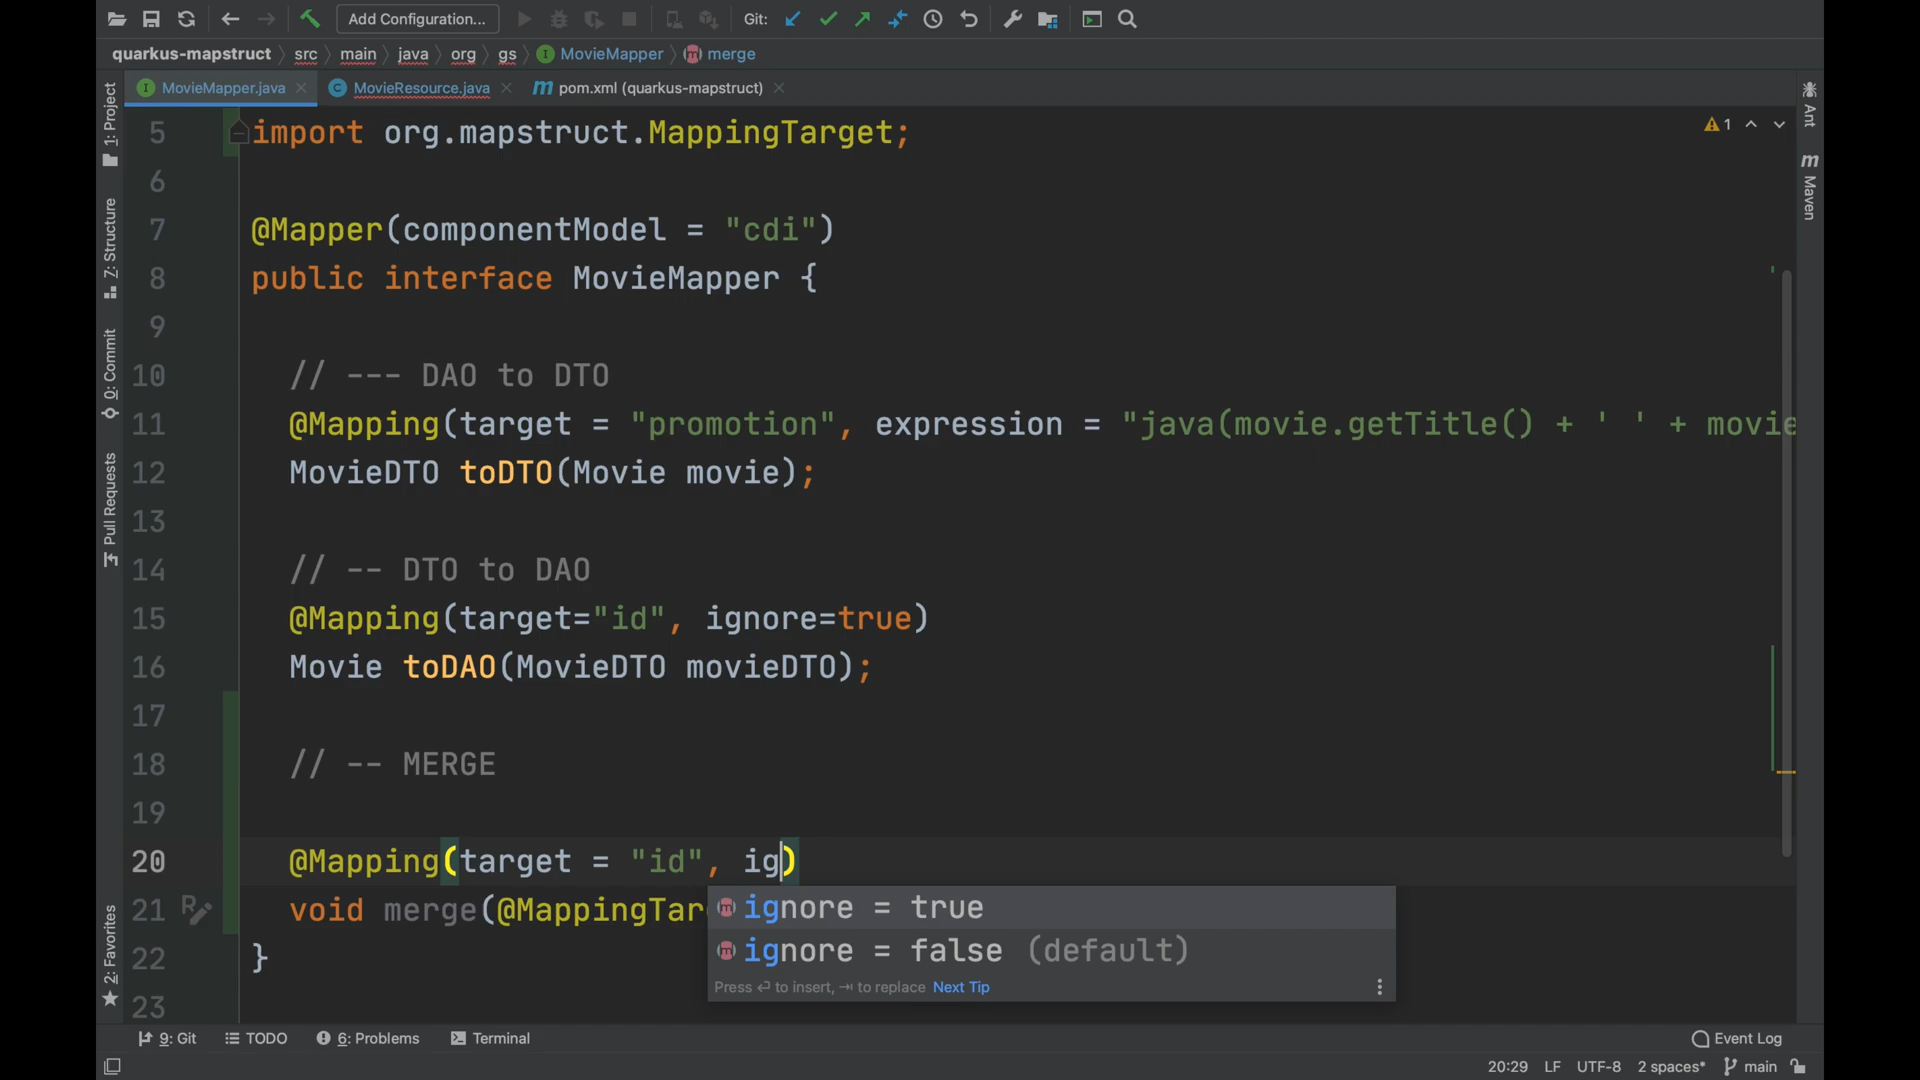 Add Configuration... Git:
quarkus-mapstruct src main java org gs MovieMapper merge
MovieMapper.java MovieResource.java pom.xml (quarkus-mapstruct)
1: Project
7: Structure
0: Commit
Pull Requests
2: Favorites
5 import org.mapstruct.MappingTarget;
6
7 @Mapper(componentModel = "cdi")
8 public interface MovieMapper {
9
10 // --- DAO to DTO
11 @Mapping(target = "promotion", expression = "java(movie.getTitle() + ' ' + movie
12 MovieDTO toDTO(Movie movie);
13
14 // -- DTO to DAO
15 @Mapping(target="id", ignore=true)
16 Movie toDAO(MovieDTO movieDTO);
17
18 // -- MERGE
19
20 @Mapping(target = "id", ig)
21 void merge(@MappingTar
22 }
23
ignore = true
ignore = false (default)
Press ⏎ to insert, ⇥ to replace Next Tip
1
Ant
Maven
9: Git TODO 6: Problems Terminal Event Log
20:29 LF UTF-8 2 spaces* main